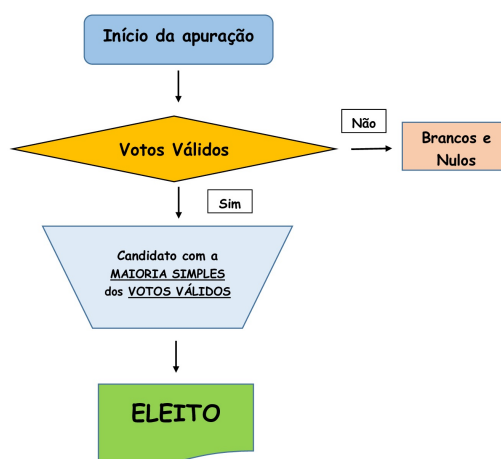 Início da apuração
Votos Válidos
Não
Brancos e
Nulos
Sim
Candidato com a
MAIORIA SIMPLES
dos VOTOS VÁLIDOS
ELEITO